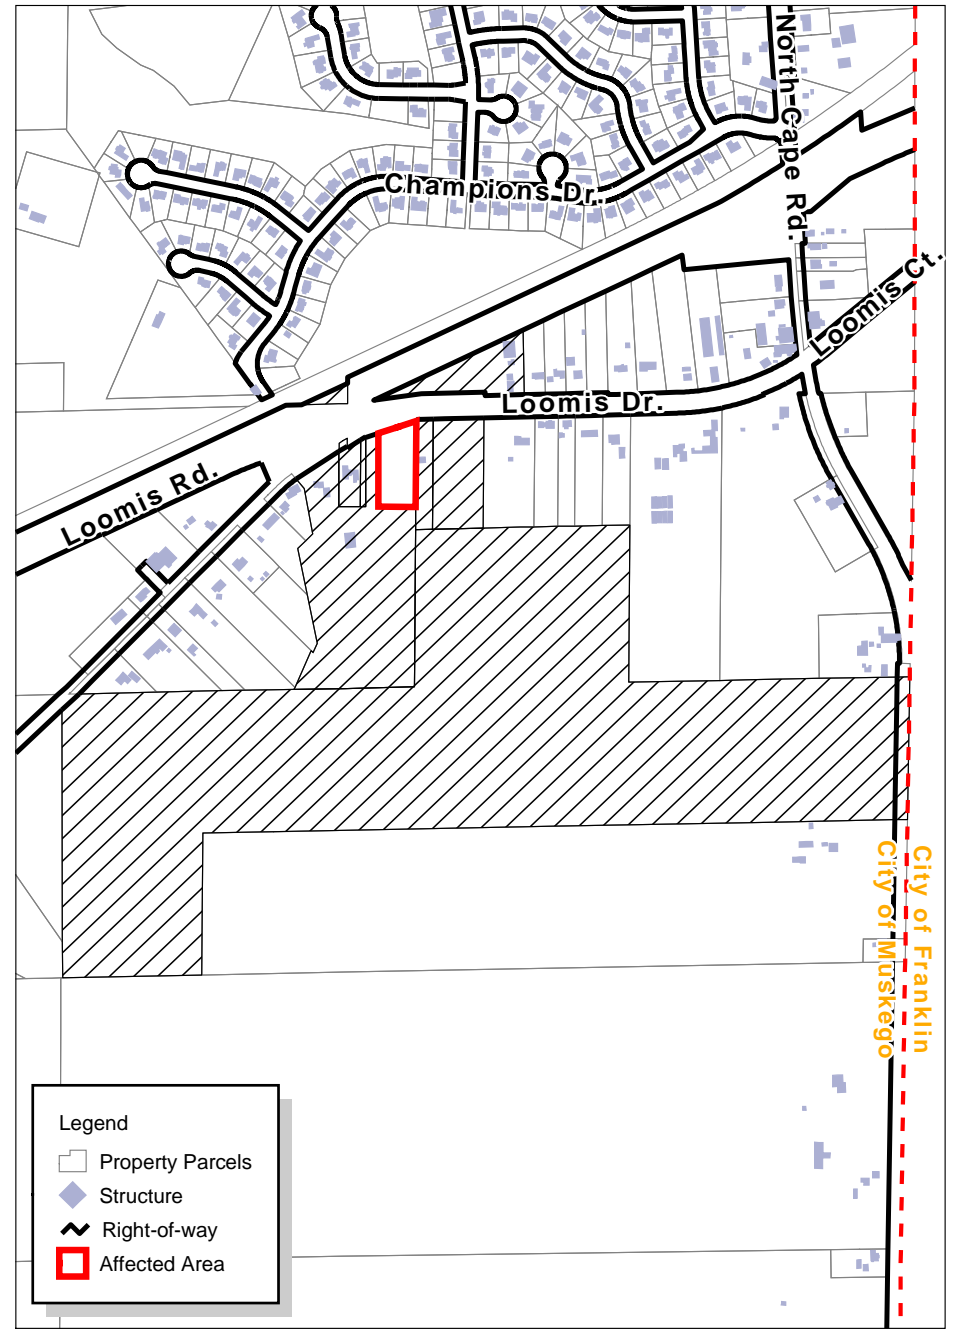 North Cape Rd.
Champions Dr.
Loomis Ct.
Loomis Dr.
Loomis Rd.
City of Franklin
City of Muskego
Legend
Property Parcels
Structure
Right-of-way
Affected Area